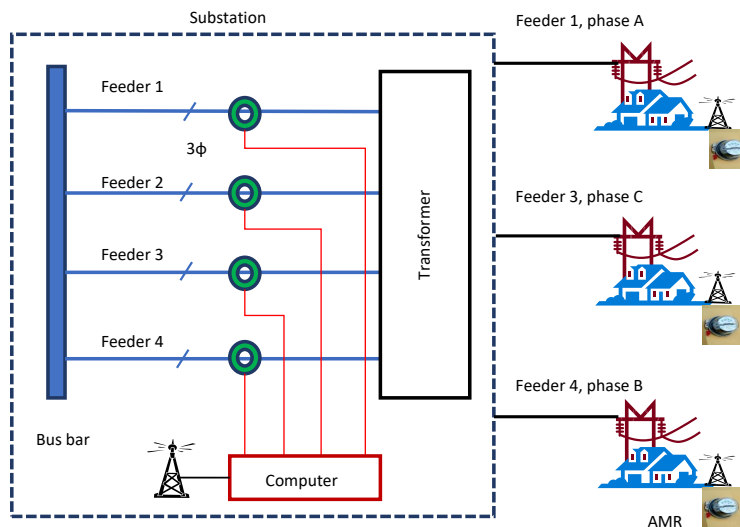 Substation
Feeder 1, phase A
Feeder 1
3ϕ
Feeder 2
Feeder 3, phase C
Transformer
Feeder 3
Feeder 4
Feeder 4, phase B
Bus bar
Computer
AMR